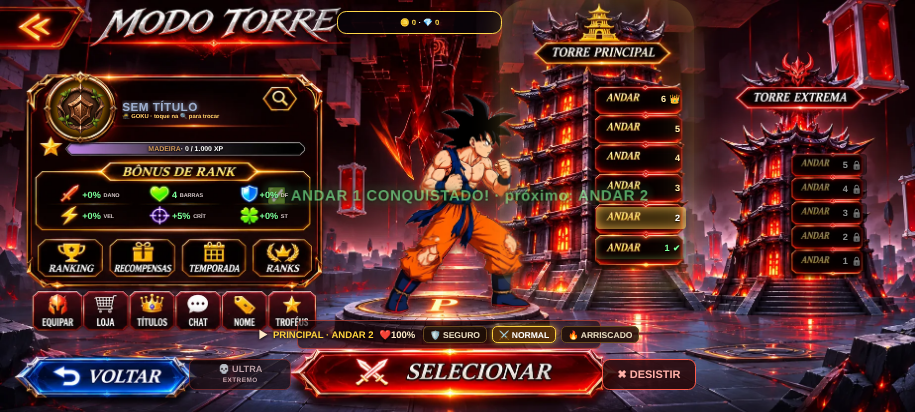 MODO TORRE
0 · 0
TORRE PRINCIPAL
TORRE EXTREMA
SEM TÍTULO
GOKU · toque na 🔍 para trocar
MADEIRA · 0 / 1.000 XP
BÔNUS DE RANK
+0% DANO
4 BARRAS
+0% DF
+0% VEL
+5% CRÍT
+0% ST
ANDAR 1 CONQUISTADO! · próximo: ANDAR 2
ANDAR 6
ANDAR 5
ANDAR 4
ANDAR 3
ANDAR 2
ANDAR 1 ✔
ANDAR 5
ANDAR 4
ANDAR 3
ANDAR 2
ANDAR 1
RANKING
RECOMPENSAS
TEMPORADA
RANKS
EQUIPAR
LOJA
TÍTULOS
CHAT
NOME
TROFÉUS
P
▶ PRINCIPAL · ANDAR 2 ❤️100%
SEGURO
NORMAL
ARRISCADO
VOLTAR
ULTRA
EXTREMO
SELECIONAR
✖ DESISTIR